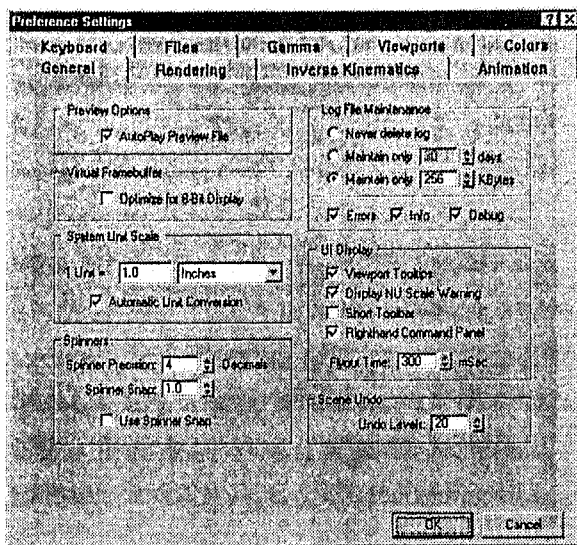 Preference Settings
Keyboard Files Gamma Viewports Colors
General Rendering Inverse Kinematics Animation
Preview Options
AutoPlay Preview File
Virtual Framebuffer
Optimize for 8-Bit Display
System Unit Scale
1 Unit = 1.0 Inches
Automatic Unit Conversion
Spinners
Spinner Precision: 4 Decimals
Spinner Snap: 1.0
Use Spinner Snap
Log File Maintenance
Never delete log
Maintain only 30 days
Maintain only 256 KBytes
Errors Info Debug
UI Display
Viewport Tooltips
Display NU Scale Warning
Short Toolbar
Righthand Command Panel
Flyout Time: 300 mSec
Scene Undo
Undo Levels: 20
OK Cancel